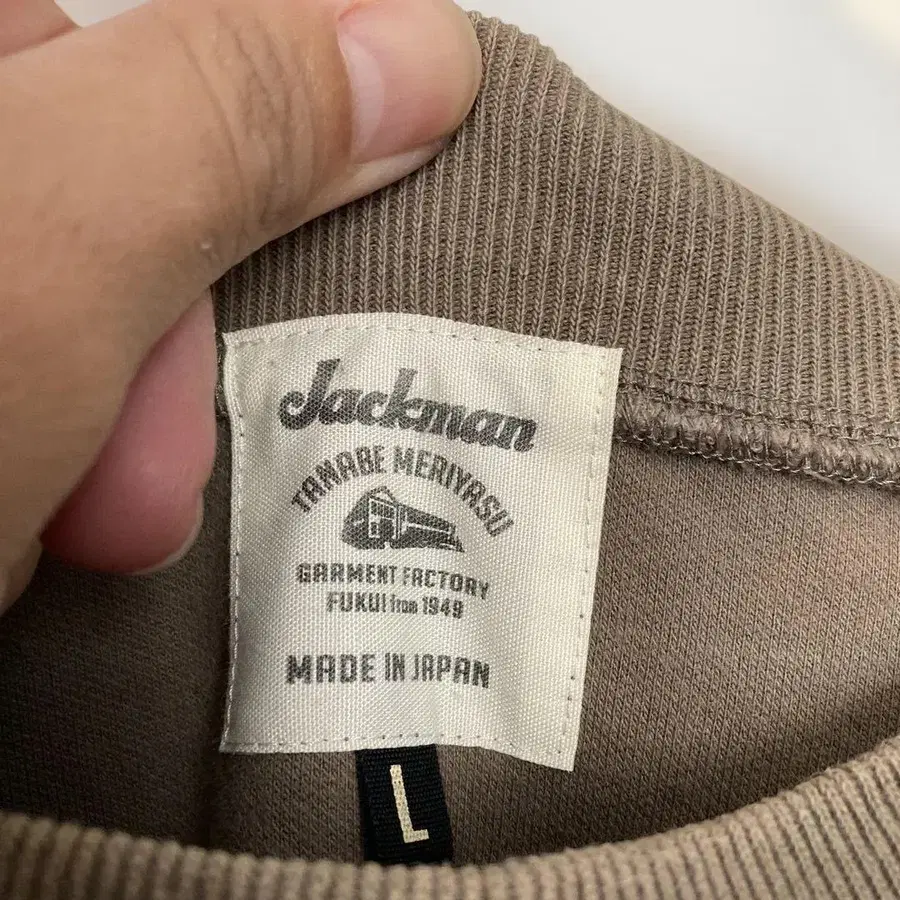 Jackman
TANABE MERIYASU
GARMENT FACTORY
FUKUI from 1949
MADE IN JAPAN
L